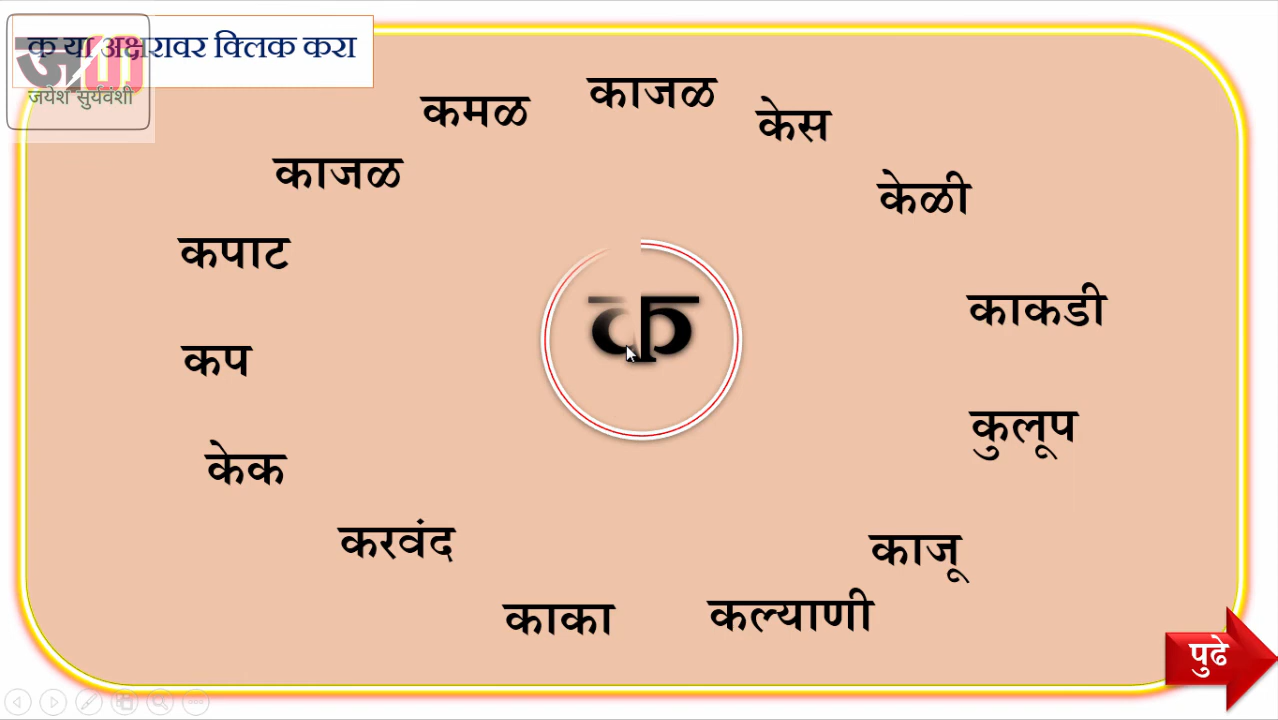 क या अक्षरावर क्लिक करा
जयेश सुर्यवंशी
काजळ
कमळ
केस
काजळ
केळी
कपाट
काकडी
क
कप
कुलूप
केक
करवंद
काजू
काका
कल्याणी
पुढे